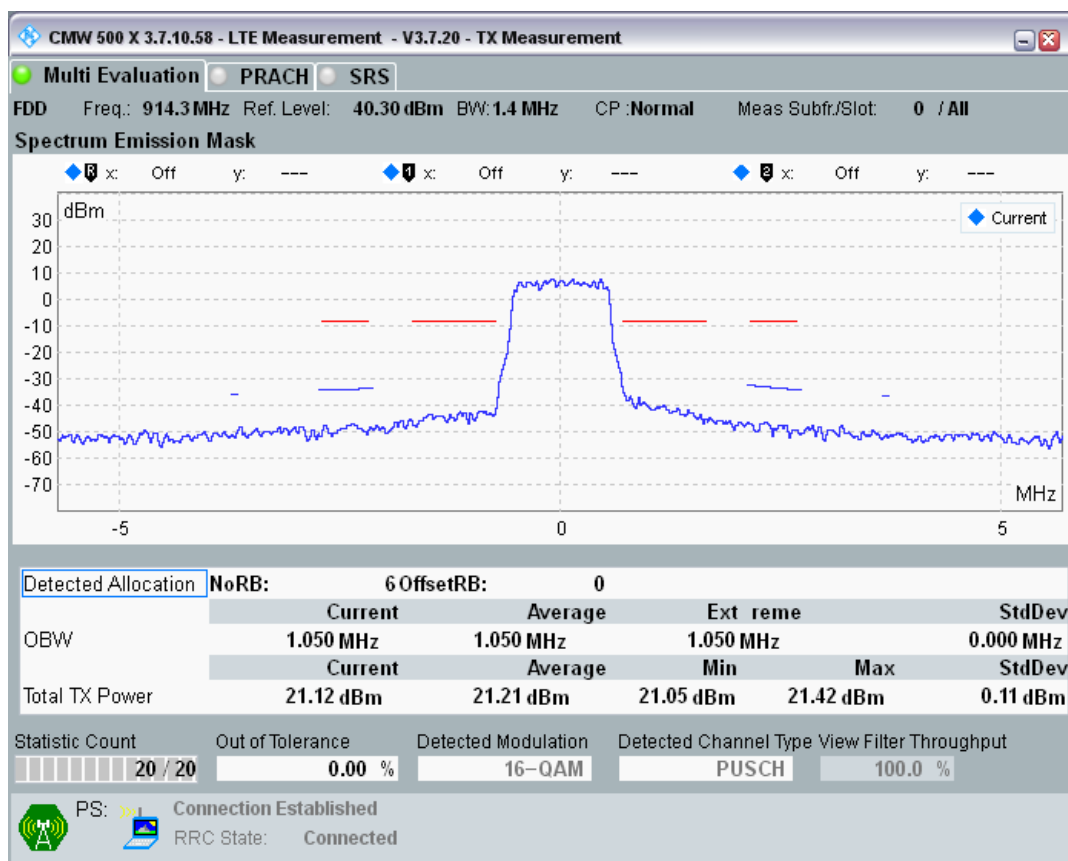 CMW 500 X 3.7.10.58 - LTE Measurement - V3.7.20 - TX Measurement
Multi Evaluation PRACH SRS
FDD Freq.: 914.3 MHz Ref. Level: 40.30 dBm BW: 1.4 MHz CP :Normal Meas Subfr./Slot: 0 / All
Spectrum Emission Mask
R x: Off y: --- 1 x: Off y: --- 2 x: Off y: ---
dBm
Current
30
20
10
0
-10
-20
-30
-40
-50
-60
-70
MHz
-5 0 5
Detected Allocation NoRB: 6 OffsetRB: 0
Current Average Ext reme StdDev
OBW 1.050 MHz 1.050 MHz 1.050 MHz 0.000 MHz
Current Average Min Max StdDev
Total TX Power 21.12 dBm 21.21 dBm 21.05 dBm 21.42 dBm 0.11 dBm
Statistic Count Out of Tolerance Detected Modulation Detected Channel Type View Filter Throughput
20 / 20 0.00 % 16-QAM PUSCH 100.0 %
PS: Connection Established
RRC State: Connected